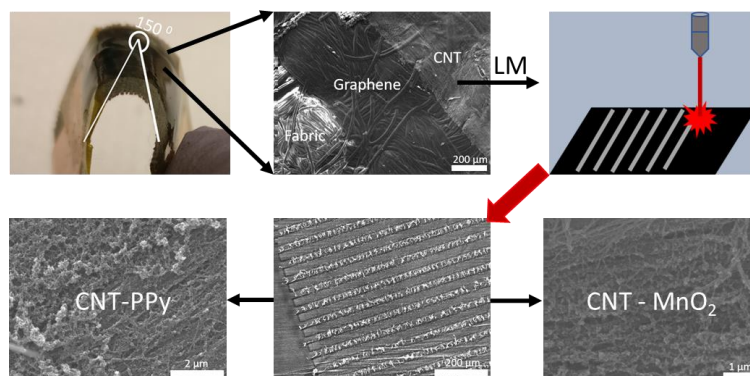 150 º
CNT
Graphene
Fabric
200 µm
LM
CNT-PPy
2 µm
200 µm
CNT - MnO₂
1 µm